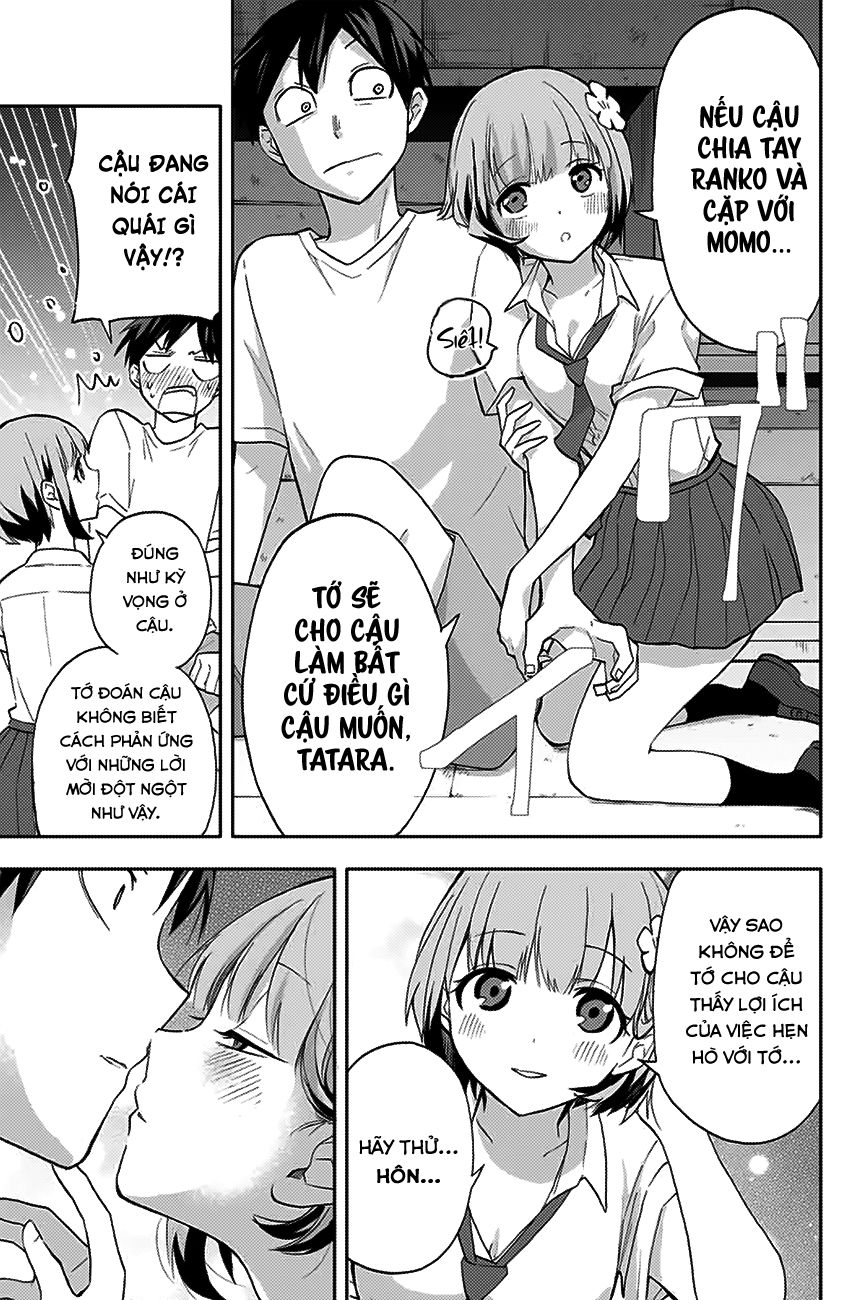 NẾU CẬU
CHIA TAY
RANKO VÀ
CẶP VỚI
MOMO...
Siết!
TỚ SẼ
CHO CẬU
LÀM BẤT
CỨ ĐIỀU GÌ
CẬU MUỐN,
TATARA.
CẬU ĐANG
NÓI CÁI
QUÁI GÌ
VẬY!?
ĐÚNG
NHƯ KỲ
VỌNG Ở
CẬU.
TỚ ĐOÁN CẬU
KHÔNG BIẾT
CÁCH PHẢN ỨNG
VỚI NHỮNG LỜI
MỜI ĐỘT NGỘT
NHƯ VẬY.
VẬY SAO
KHÔNG ĐỂ
TỚ CHO CẬU
THẤY LỢI ÍCH
CỦA VIỆC HẸN
HÒ VỚI TỚ...
HÃY THỬ...
HÔN...